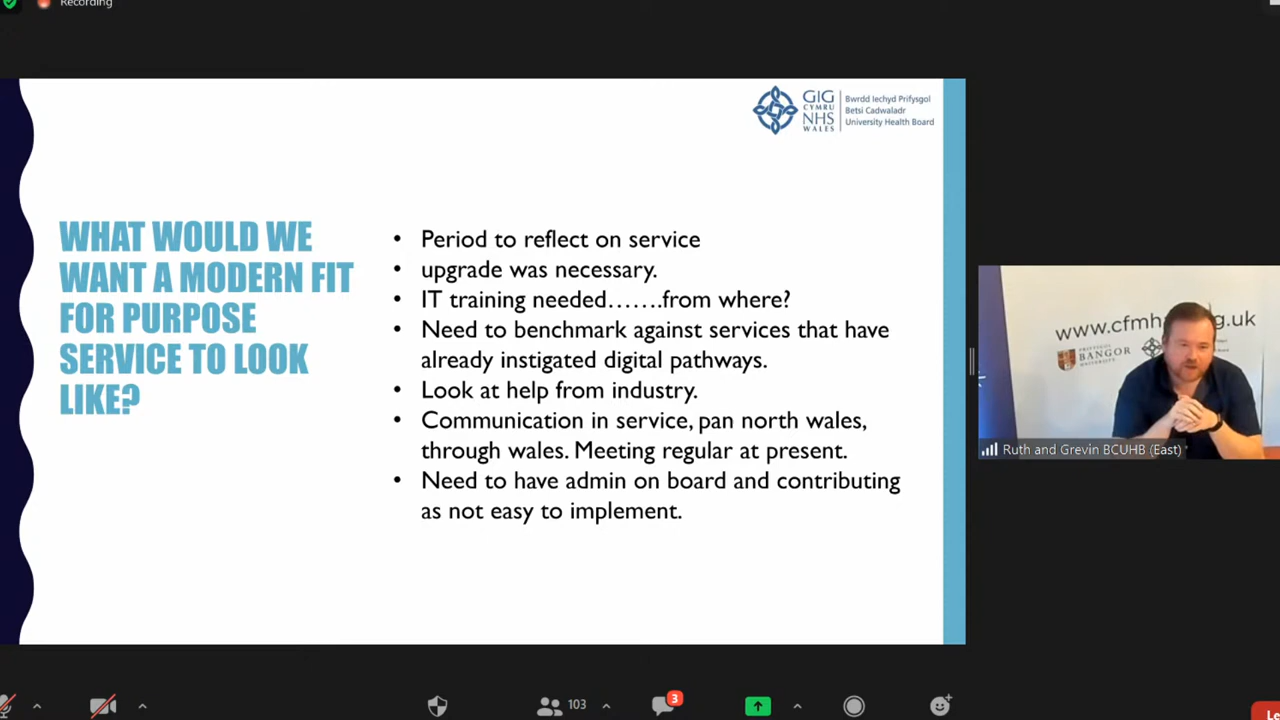 Recording
GIG
CYMRU
NHS
WALES
Bwrdd Iechyd Prifysgol
Betsi Cadwaladr
University Health Board
WHAT WOULD WE
WANT A MODERN FIT
FOR PURPOSE
SERVICE TO LOOK
LIKE?
• Period to reflect on service
• upgrade was necessary.
• IT training needed…….from where?
• Need to benchmark against services that have
already instigated digital pathways.
• Look at help from industry.
• Communication in service, pan north wales,
through wales. Meeting regular at present.
• Need to have admin on board and contributing
as not easy to implement.
PRIFYSGOL
BANGOR
UNIVERSITY
Ruth and Grevin BCUHB (East)
103
3